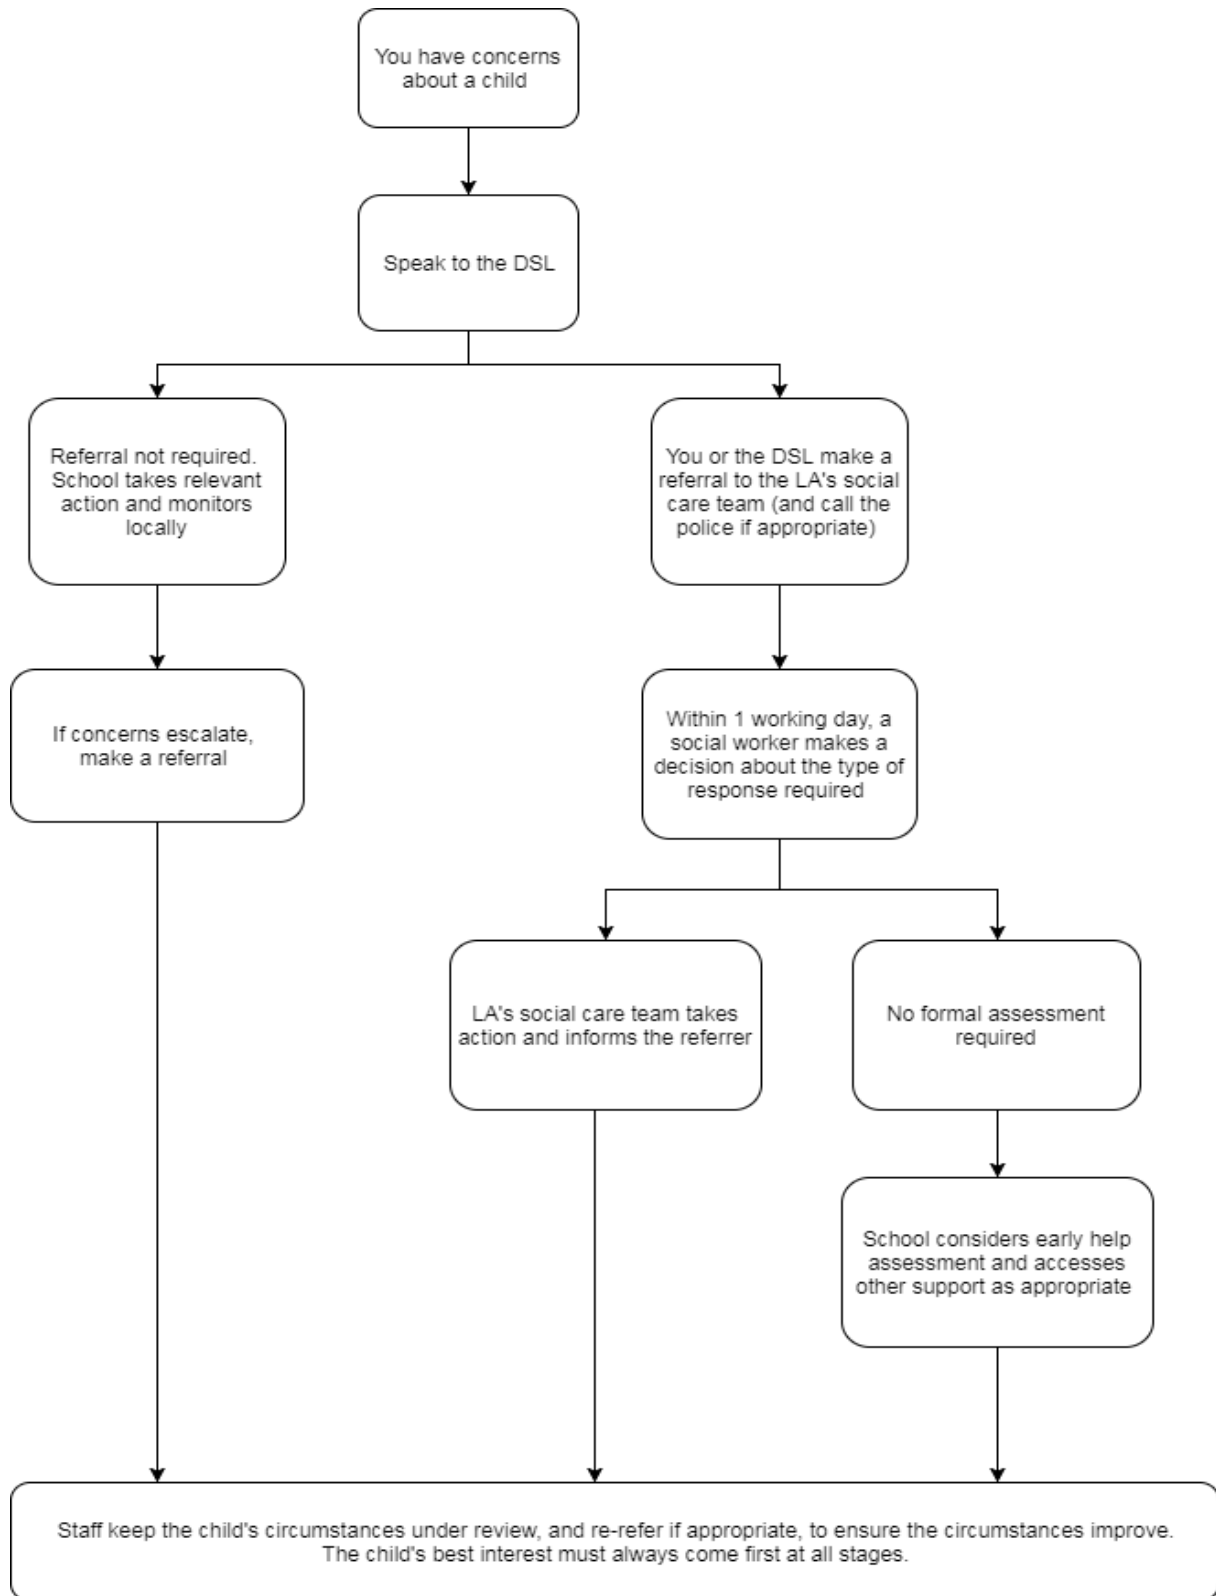 You have concerns
about a child
Speak to the DSL
Referral not required.
School takes relevant
action and monitors
locally
You or the DSL make a
referral to the LA's social
care team (and call the
police if appropriate)
If concerns escalate,
make a referral
Within 1 working day, a
social worker makes a
decision about the type of
response required
LA's social care team takes
action and informs the referrer
No formal assessment
required
School considers early help
assessment and accesses
other support as appropriate
Staff keep the child's circumstances under review, and re-refer if appropriate, to ensure the circumstances improve.
The child's best interest must always come first at all stages.